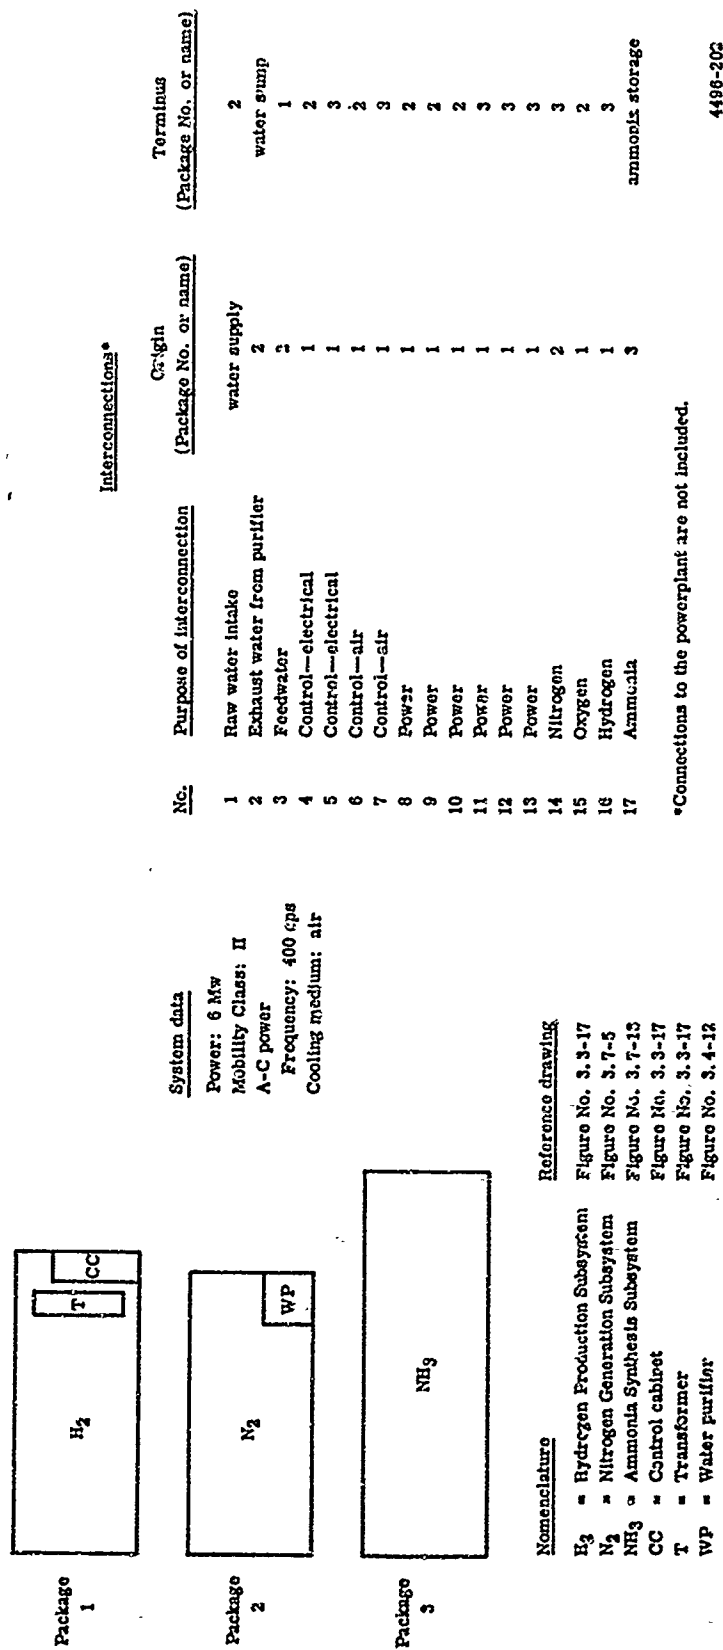 Package
1
H2
T
CC
Package
2
N2
WP
Package
3
NH3
System data
Power: 6 Mw
Mobility Class: II
A-C power
Frequency: 400 cps
Cooling medium: air
Nomenclature Reference drawing
H2 = Hydrogen Production Subsystem Figure No. 3.3-17
N2 = Nitrogen Generation Subsystem Figure No. 3.7-5
NH3 = Ammonia Synthesis Subsystem Figure No. 3.7-13
CC = Control cabinet Figure No. 3.3-17
T = Transformer Figure No. 3.3-17
WP = Water purifier Figure No. 3.4-12
Interconnections*
Origin Terminus
No. Purpose of interconnection (Package No. or name) (Package No. or name)
1 Raw water intake water supply 2
2 Exhaust water from purifier 2 water sump
3 Feedwater 2 1
4 Control—electrical 1 2
5 Control—electrical 1 3
6 Control—air 1 2
7 Control—air 1 3
8 Power 1 2
9 Power 1 2
10 Power 1 2
11 Power 1 3
12 Power 1 3
13 Power 1 3
14 Nitrogen 2 3
15 Oxygen 1 2
16 Hydrogen 1 3
17 Ammonia 3 ammonia storage
*Connections to the powerplant are not included.
4496-202